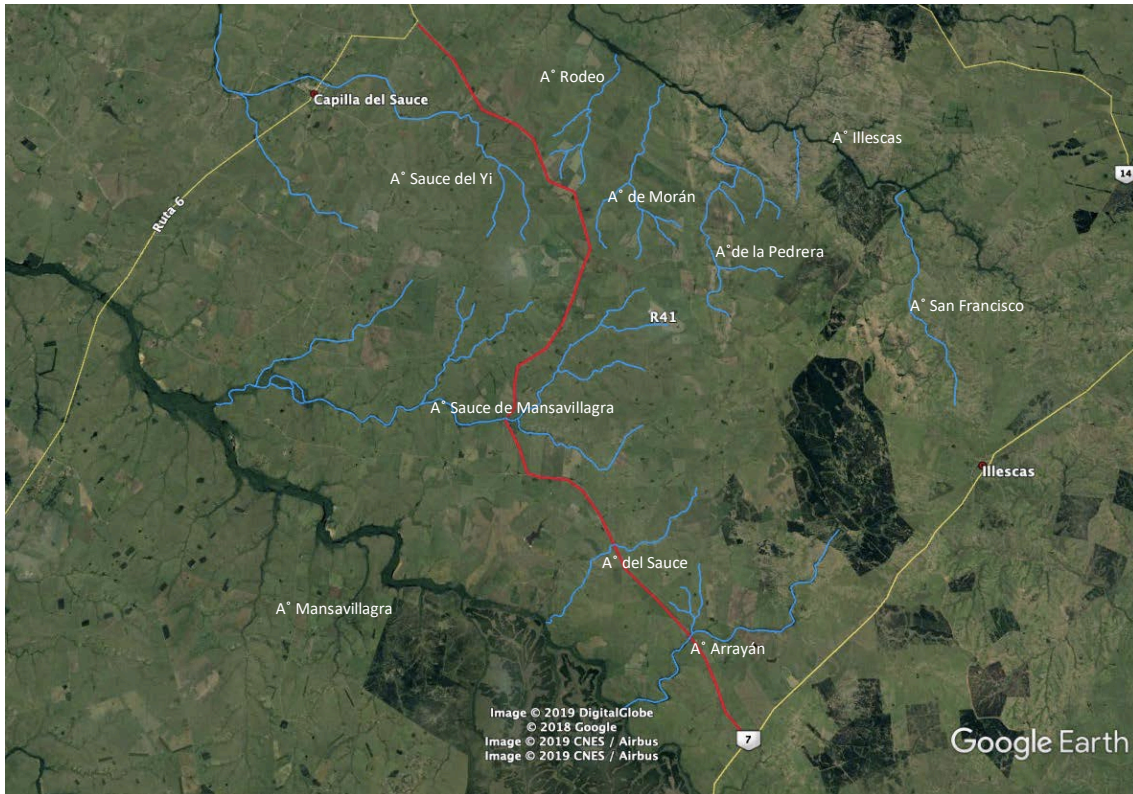 A° Rodeo
Capilla del Sauce
A° Illescas
14
A° Sauce del Yi
A° de Morán
Ruta 6
A°de la Pedrera
A° San Francisco
R41
A° Sauce de Mansavillagra
Illescas
A° del Sauce
A° Mansavillagra
A° Arrayán
Image © 2019 DigitalGlobe
© 2018 Google
Image © 2019 CNES / Airbus
Image © 2019 CNES / Airbus
7
Google Earth